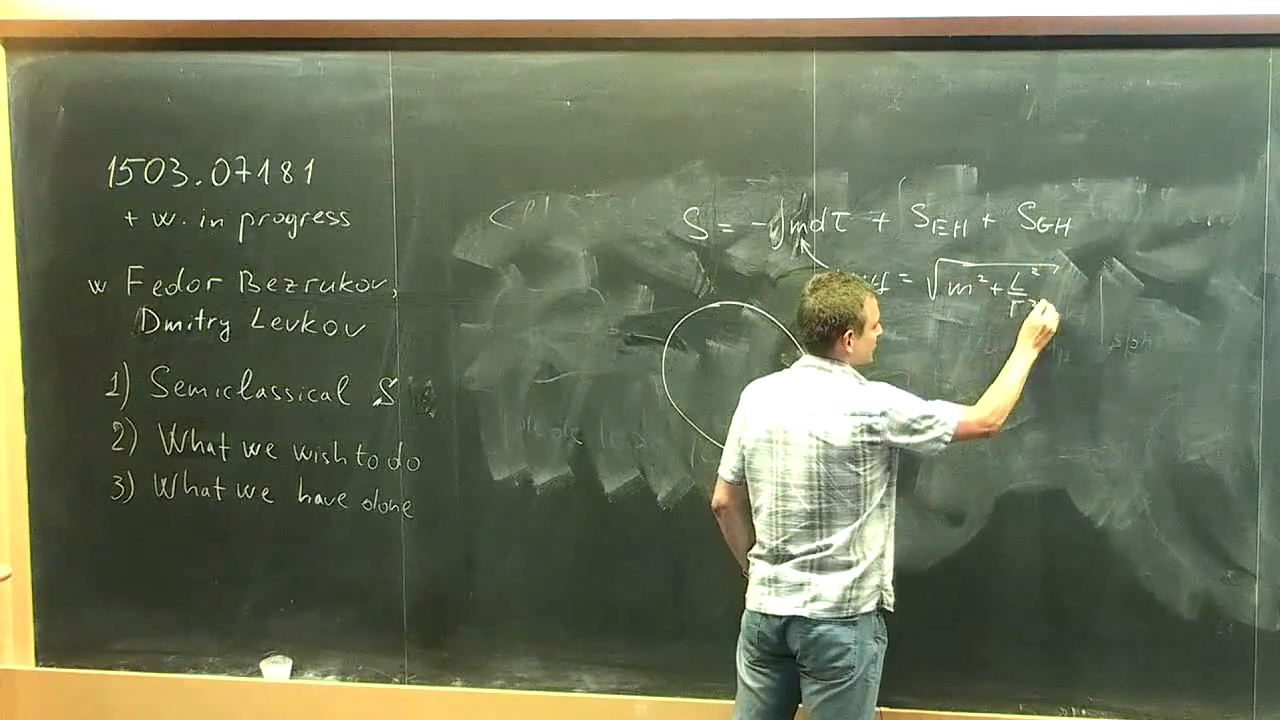 1503.07181
+ w. in progress
w Fedor Bezrukov,
Dmitry Levkov
1) Semiclassical S
2) What we wish to do
3) What we have done
S = -∫mdτ + S_EH + S_GH
= √(m² + L²/r²)